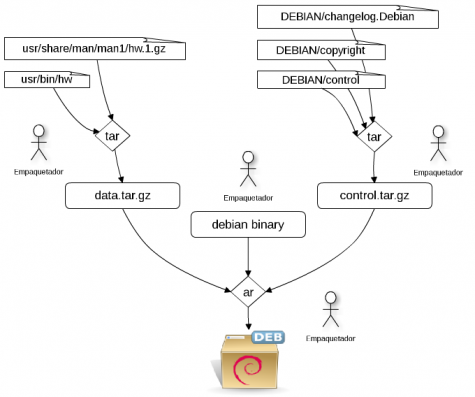 DEBIAN/changelog.Debian
usr/share/man/man1/hw.1.gz
DEBIAN/copyright
usr/bin/hw
DEBIAN/control
tar
tar
Empaquetador
Empaquetador
Empaquetador
data.tar.gz
control.tar.gz
debian binary
ar
DEB
Empaquetador